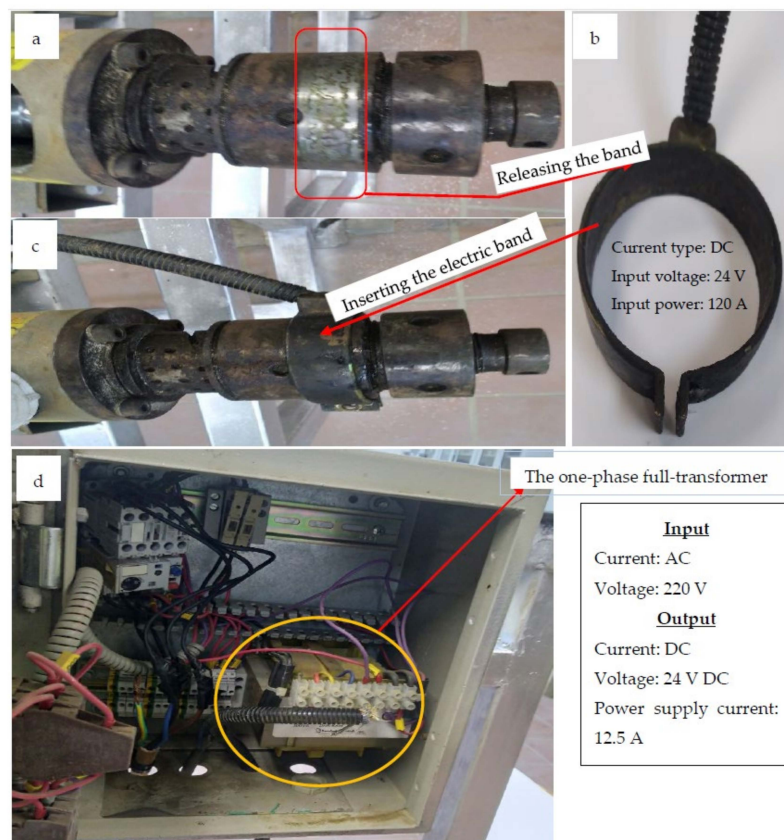 a
b
Releasing the band
c
Inserting the electric band
Current type: DC
Input voltage: 24 V
Input power: 120 A
d
The one-phase full-transformer
Input
Current: AC
Voltage: 220 V
Output
Current: DC
Voltage: 24 V DC
Power supply current:
12.5 A